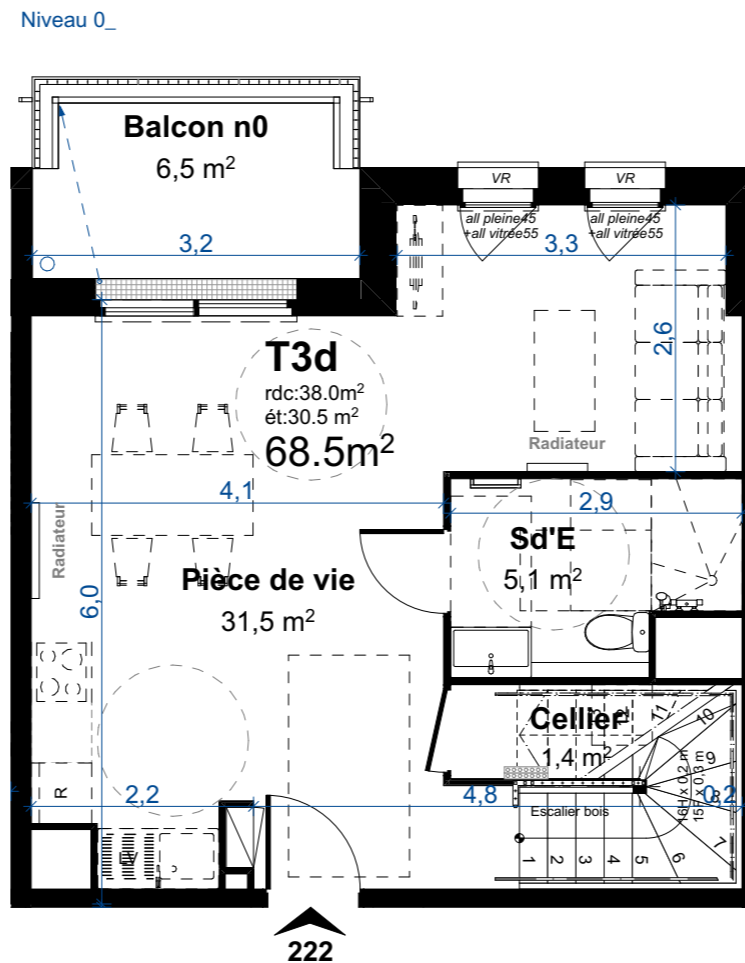 Niveau 0_
Balcon n0
6,5 m²
VR
VR
all pleine45
+all vitrée55
all pleine45
+all vitrée55
3,2
3,3
2,6
T3d
rdc:38.0m²
ét:30.5 m²
68.5m²
Radiateur
4,1
2,9
Radiateur
Sd'E
5,1 m²
6,0
Pièce de vie
31,5 m²
Cellier
1,4 m²
11
10
9
8
7
6
5
4
3
2
1
16H x 0,2 m
15F x 0,3 m
R
2,2
4,8
0,2
Escalier bois
LV
222